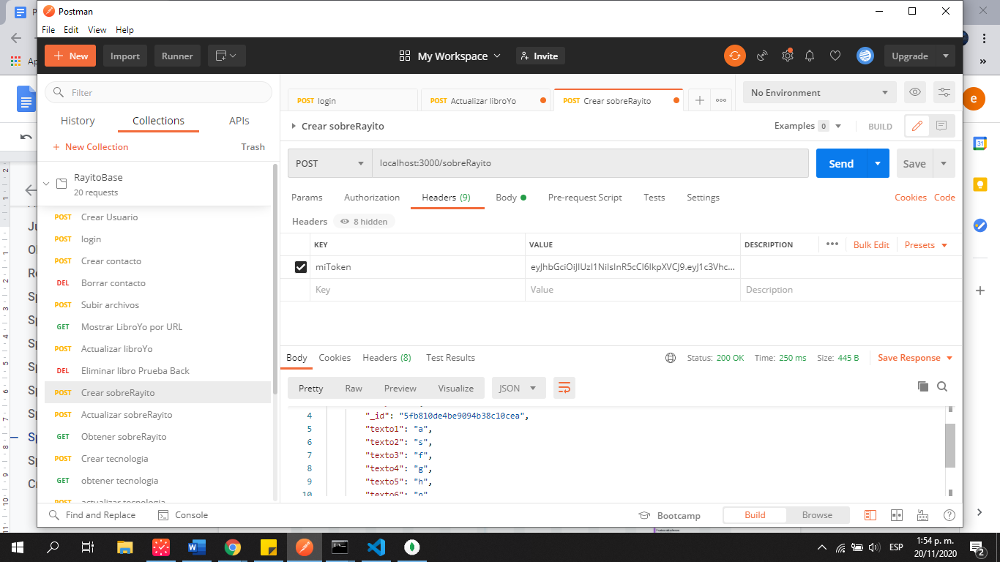 P
Postman
File Edit View Help
Ap
New Import Runner My Workspace Invite Upgrade
Filter
POST login POST Actualizar libroYo POST Crear sobreRayito No Environment
e
History Collections APIs
Crear sobreRayito Examples 0 BUILD
New Collection Trash
RayitoBase
20 requests
POST localhost:3000/sobreRayito Send Save
Params Authorization Headers (9) Body Pre-request Script Tests Settings Cookies Code
Headers 8 hidden
KEY VALUE DESCRIPTION Bulk Edit Presets
miToken
Key Value Description
POST Crear Usuario
POST login
POST Crear contacto
DEL Borrar contacto
POST Subir archivos
GET Mostrar LibroYo por URL
POST Actualizar libroYo
DEL Eliminar libro Prueba Back
POST Crear sobreRayito
POST Actualizar sobreRayito
GET Obtener sobreRayito
POST Crear tecnologia
GET obtener tecnologia
POST actualizar tecnologia
Body Cookies Headers (8) Test Results Status: 200 OK Time: 250 ms Size: 445 B Save Response
Pretty Raw Preview Visualize JSON
4 "_id": "5fb810de4be9094b38c10cea",
5 "texto1": "a",
6 "texto2": "s",
7 "texto3": "f",
8 "texto4": "g",
9 "texto5": "h",
10 "texto6": "n",
Find and Replace Console Bootcamp Build Browse
ESP 1:54 p. m.
20/11/2020 2